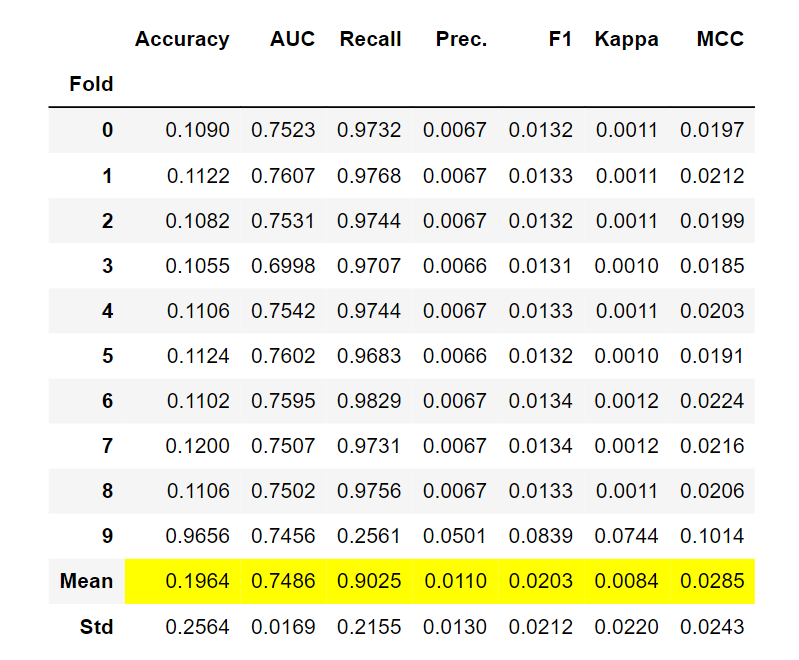 Accuracy AUC Recall Prec. F1 Kappa MCC
Fold
0 0.1090 0.7523 0.9732 0.0067 0.0132 0.0011 0.0197
1 0.1122 0.7607 0.9768 0.0067 0.0133 0.0011 0.0212
2 0.1082 0.7531 0.9744 0.0067 0.0132 0.0011 0.0199
3 0.1055 0.6998 0.9707 0.0066 0.0131 0.0010 0.0185
4 0.1106 0.7542 0.9744 0.0067 0.0133 0.0011 0.0203
5 0.1124 0.7602 0.9683 0.0066 0.0132 0.0010 0.0191
6 0.1102 0.7595 0.9829 0.0067 0.0134 0.0012 0.0224
7 0.1200 0.7507 0.9731 0.0067 0.0134 0.0012 0.0216
8 0.1106 0.7502 0.9756 0.0067 0.0133 0.0011 0.0206
9 0.9656 0.7456 0.2561 0.0501 0.0839 0.0744 0.1014
Mean 0.1964 0.7486 0.9025 0.0110 0.0203 0.0084 0.0285
Std 0.2564 0.0169 0.2155 0.0130 0.0212 0.0220 0.0243